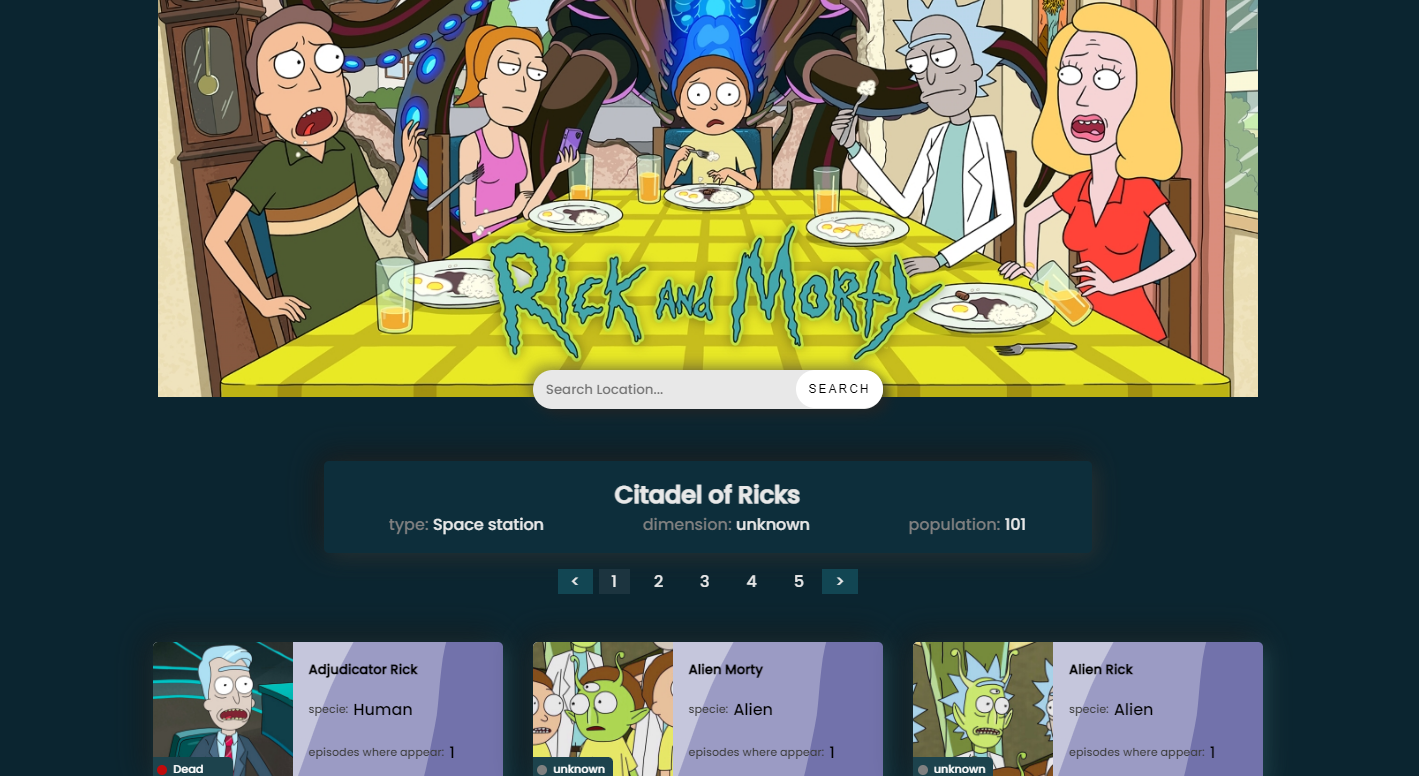 RICK AND MORTY
Search Location...
SEARCH
Citadel of Ricks
type: Space station dimension: unknown population: 101
< 1 2 3 4 5 >
Adjudicator Rick
specie: Human
episodes where appear: 1
Dead
Alien Morty
specie: Alien
episodes where appear: 1
unknown
Alien Rick
specie: Alien
episodes where appear: 1
unknown